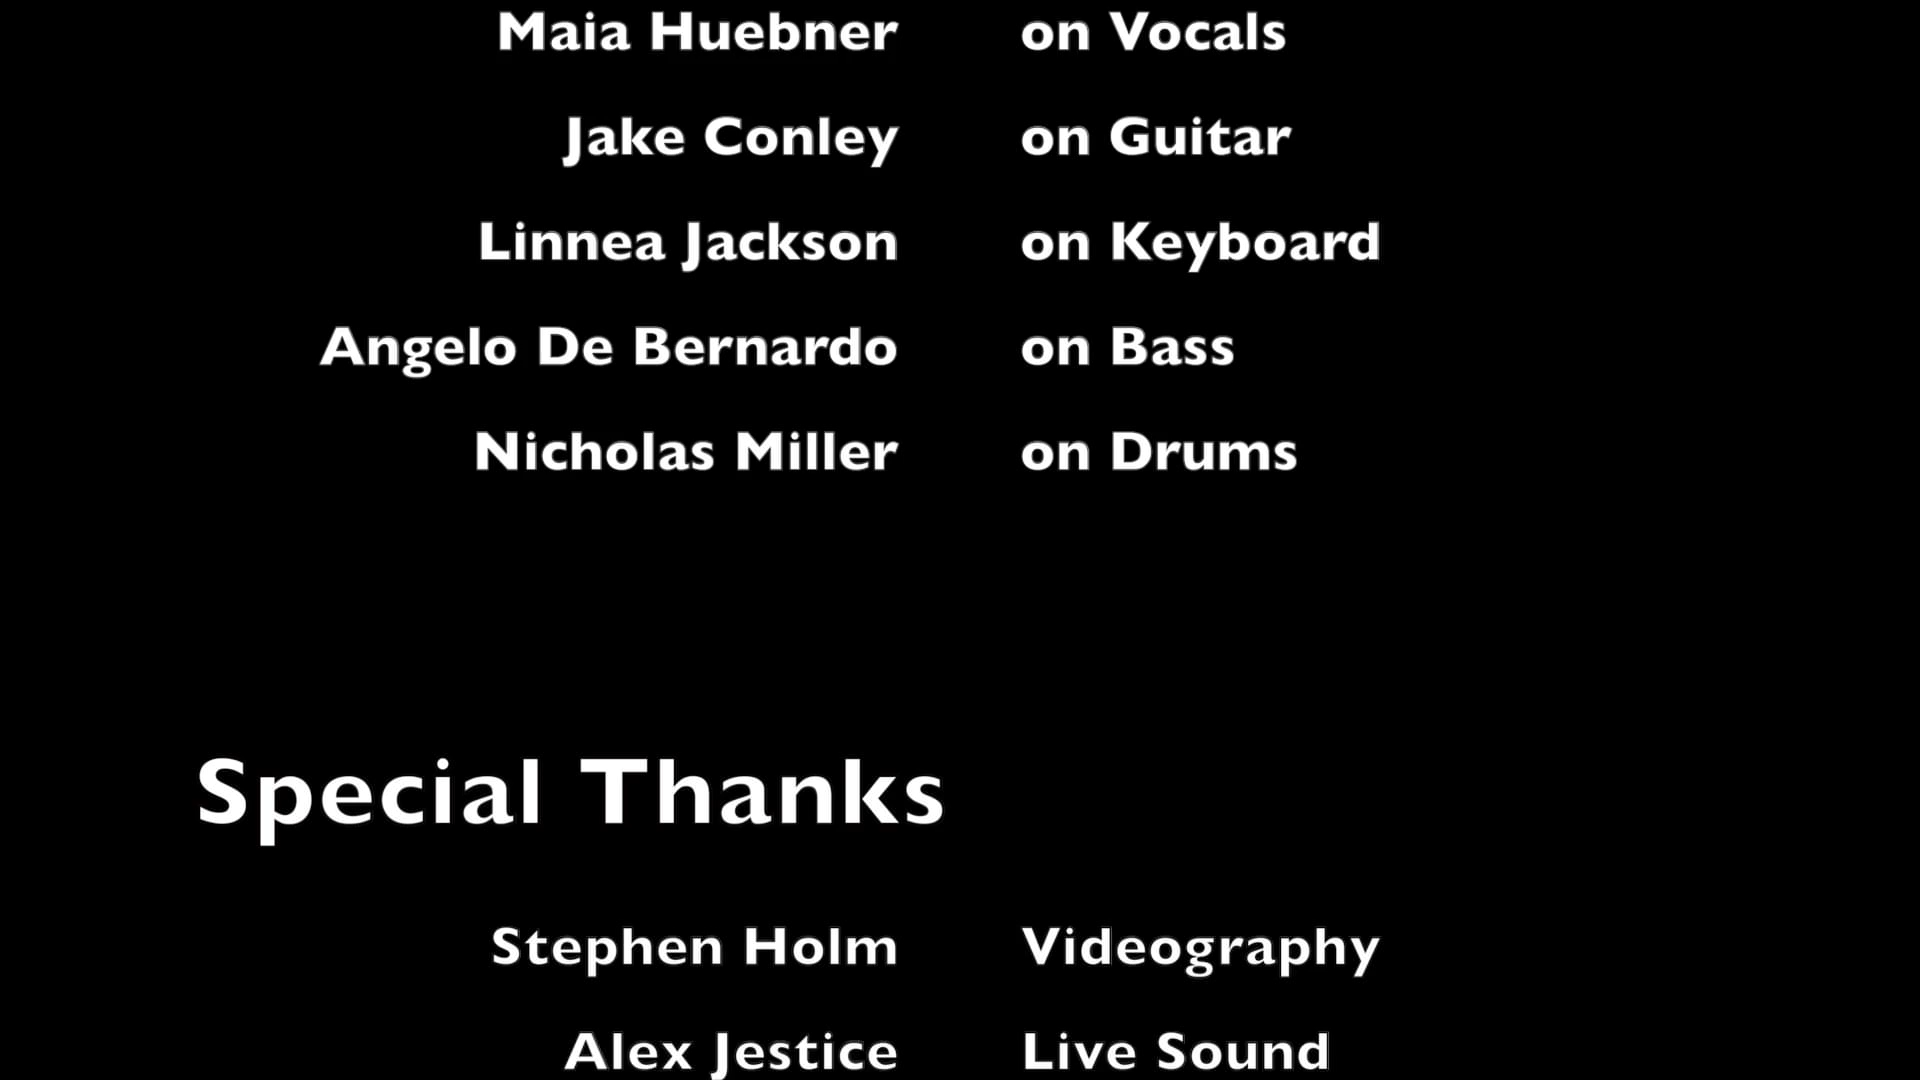 Maia Huebner on Vocals
Jake Conley on Guitar
Linnea Jackson on Keyboard
Angelo De Bernardo on Bass
Nicholas Miller on Drums
Special Thanks
Stephen Holm Videography
Alex Jestice Live Sound